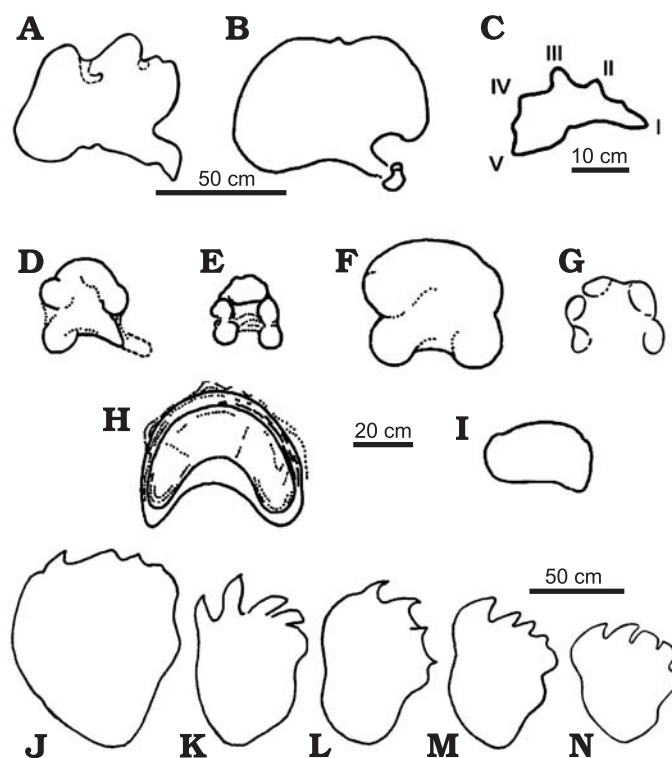 A B C
III
II
IV
I
V
10 cm
50 cm
D E F G
H
20 cm
I
50 cm
J K L M N